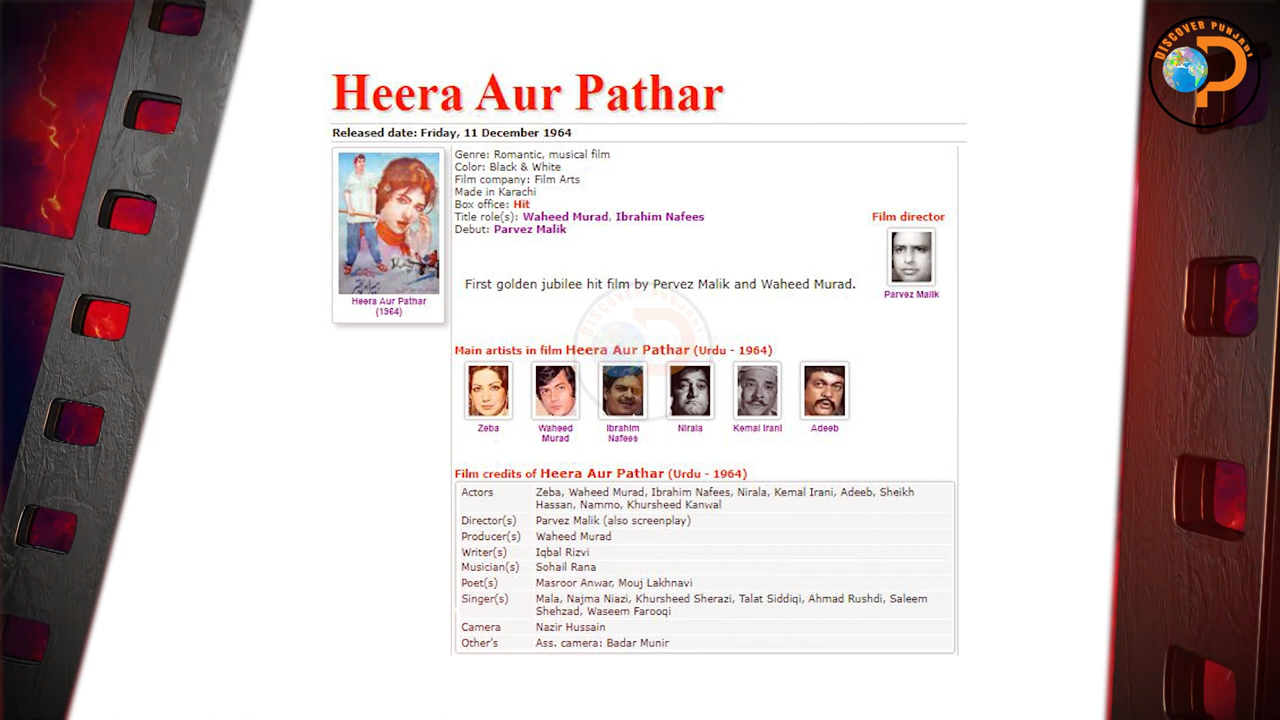 DISCOVER PUNJABI
Heera Aur Pathar
Released date: Friday, 11 December 1964
Genre: Romantic, musical film
Color: Black & White
Film company: Film Arts
Made in Karachi
Box office: Hit
Title role(s): Waheed Murad, Ibrahim Nafees
Debut: Parvez Malik
Film director
Parvez Malik
Heera Aur Pathar
(1964)
First golden jubilee hit film by Pervez Malik and Waheed Murad.
DISCOVER PUNJABI
Main artists in film Heera Aur Pathar (Urdu - 1964)
Zeba
Waheed
Murad
Ibrahim
Nafees
Nirala
Kemal Irani
Adeeb
Film credits of Heera Aur Pathar (Urdu - 1964)
Actors Zeba, Waheed Murad, Ibrahim Nafees, Nirala, Kemal Irani, Adeeb, Sheikh
Hassan, Nammo, Khursheed Kanwal
Director(s) Parvez Malik (also screenplay)
Producer(s) Waheed Murad
Writer(s) Iqbal Rizvi
Musician(s) Sohail Rana
Poet(s) Masroor Anwar, Mouj Lakhnavi
Singer(s) Mala, Najma Niazi, Khursheed Sherazi, Talat Siddiqi, Ahmad Rushdi, Saleem
Shehzad, Waseem Farooqi
Camera Nazir Hussain
Other's Ass. camera: Badar Munir